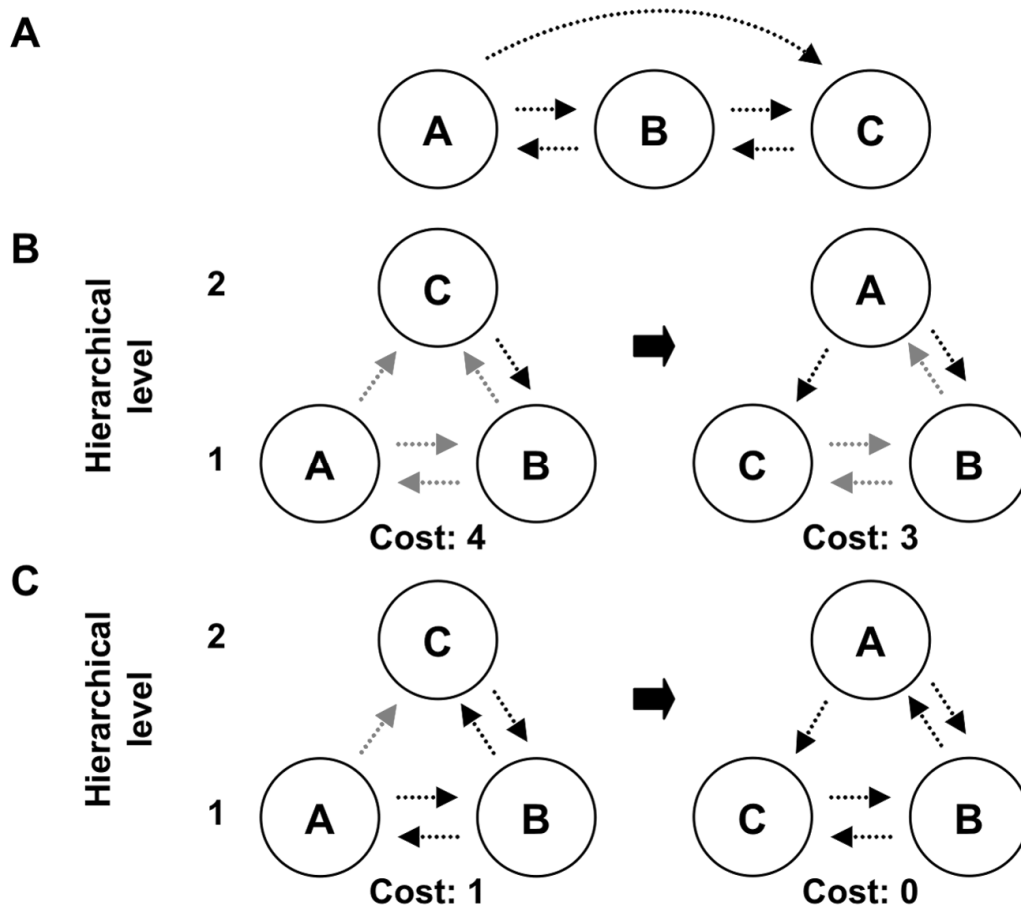 A
A B C
B
Hierarchical
level
2
1
C
A B
Cost: 4
A
C B
Cost: 3
C
Hierarchical
level
2
1
C
A B
Cost: 1
A
C B
Cost: 0